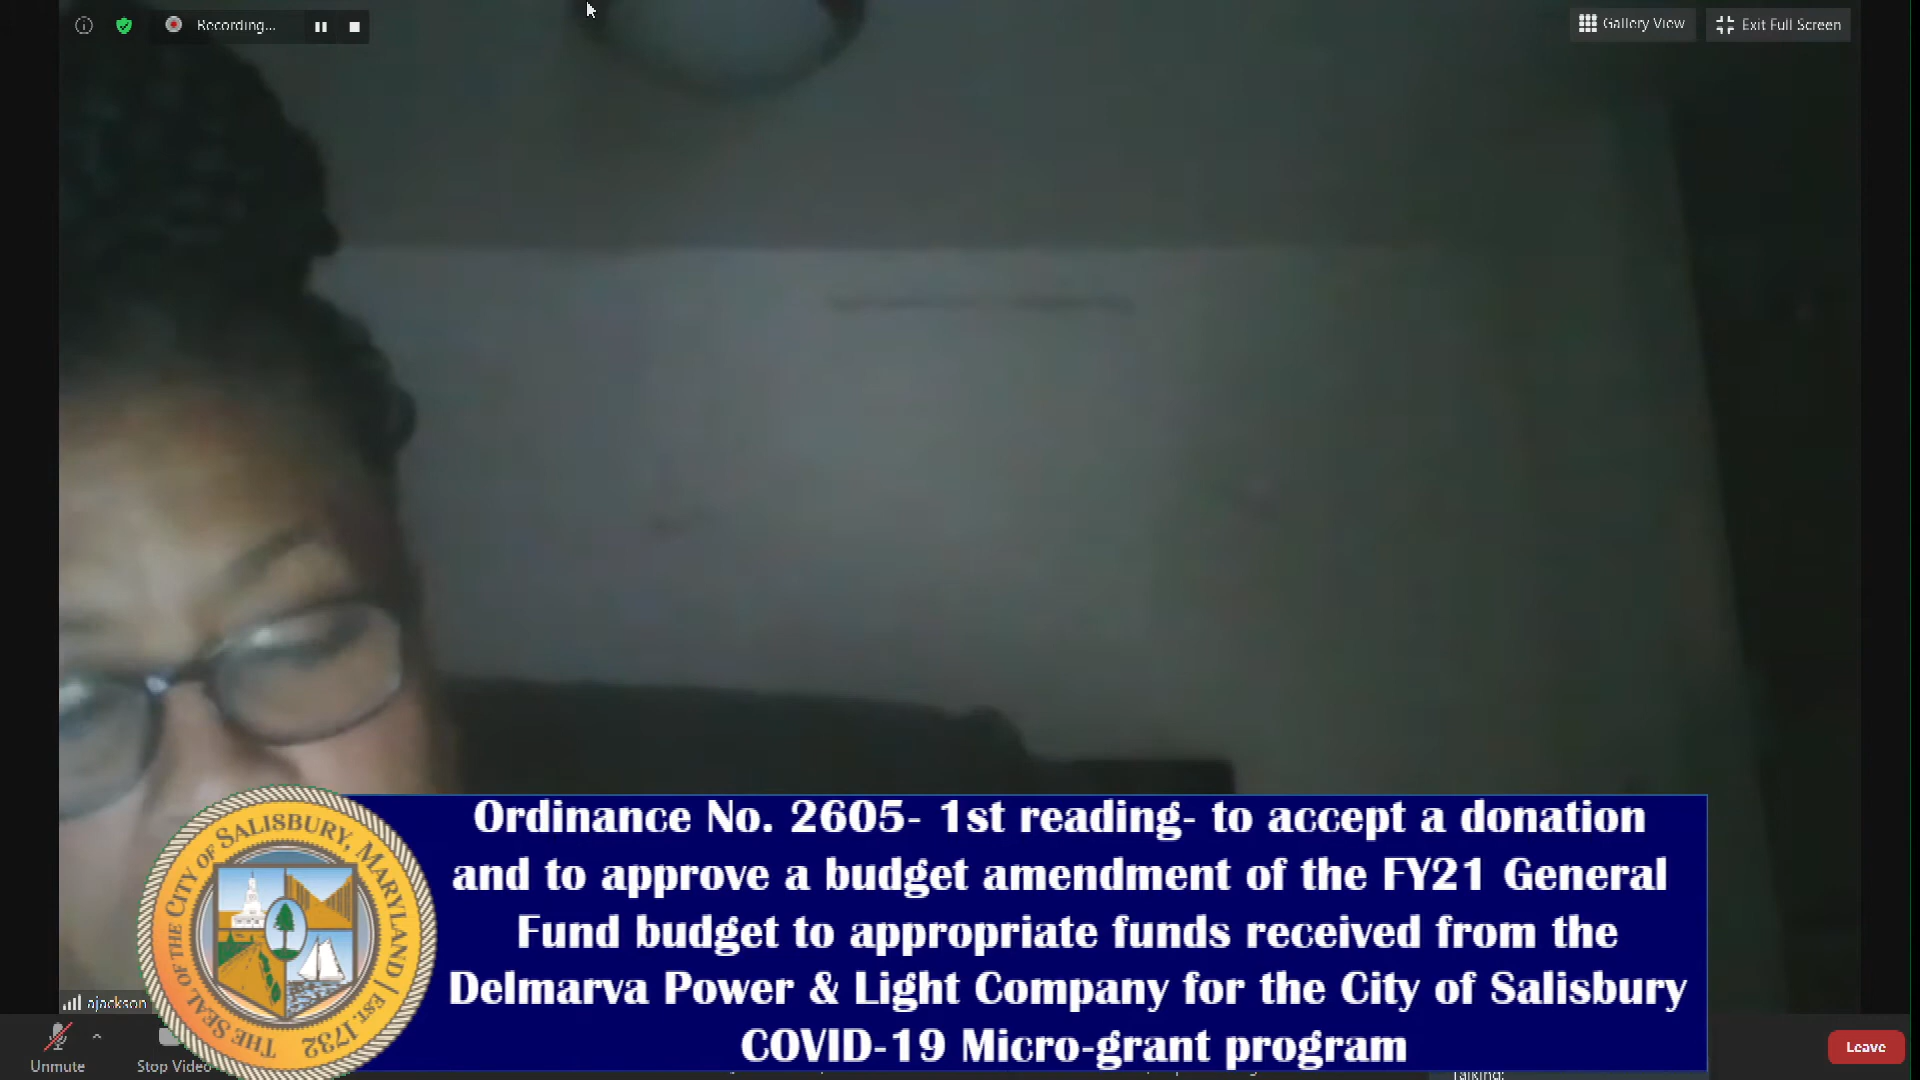 Recording...
Gallery View
Exit Full Screen
Ordinance No. 2605- 1st reading- to accept a donation
and to approve a budget amendment of the FY21 General
Fund budget to appropriate funds received from the
Delmarva Power & Light Company for the City of Salisbury
COVID-19 Micro-grant program
THE SEAL OF THE CITY OF SALISBURY, MARYLAND | EST. 1732
ajackson
Unmute
Stop Video
Talking:
Leave